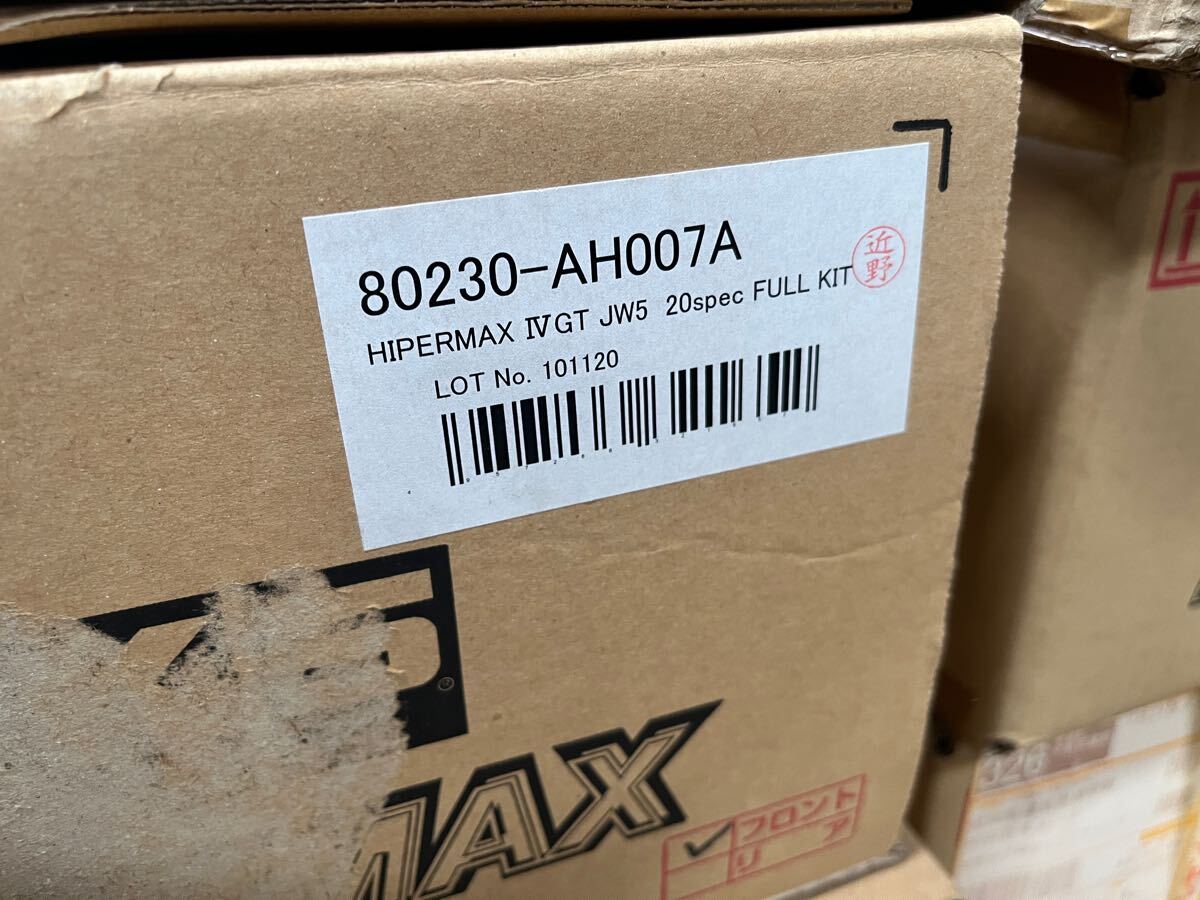 80230-AH007A
近野
HIPERMAX ⅣGT JW5 20spec FULL KIT
LOT No. 101120
MAX
✓ フロント
リア
326